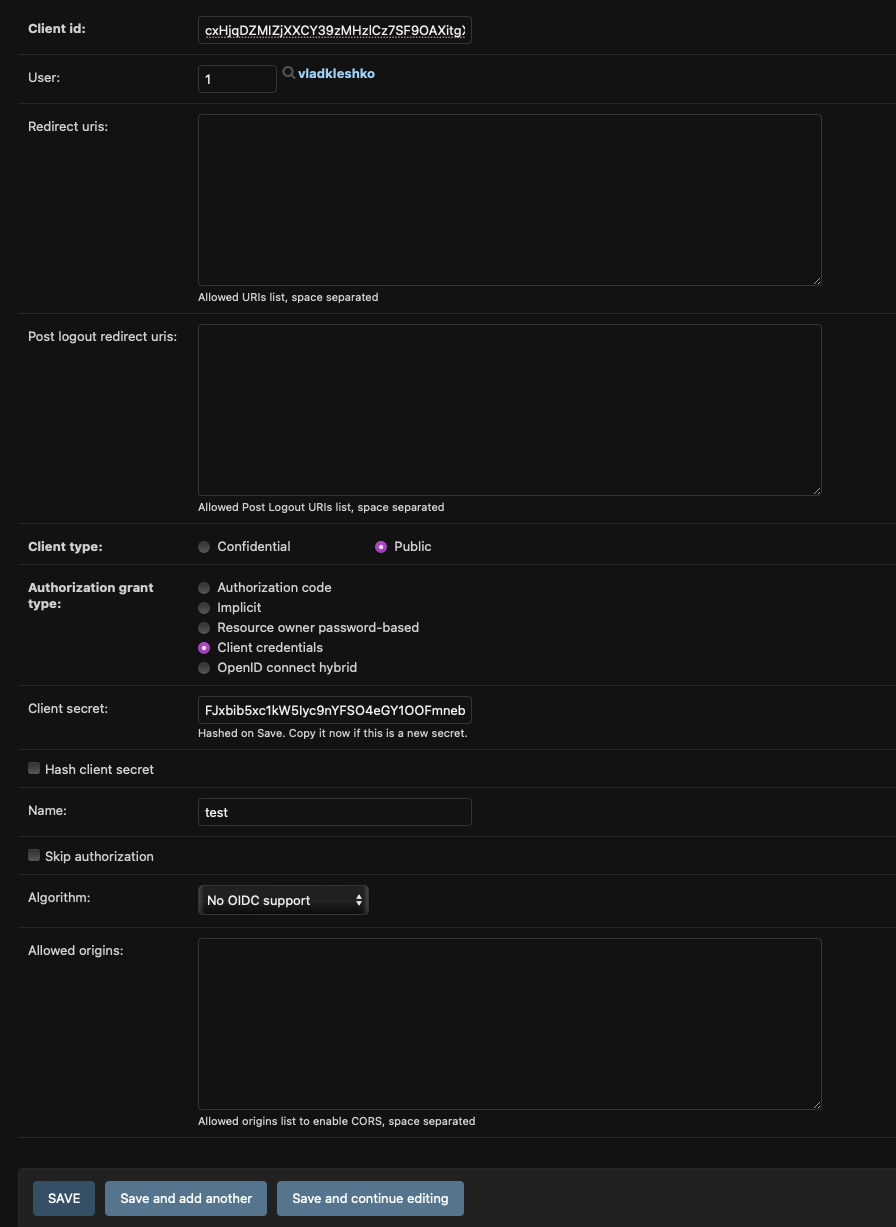 Client id:
cxHjqDZMIZjXXCY39zMHzICz7SF9OAXitgX
User:
1
vladkleshko
Redirect uris:
Allowed URIs list, space separated
Post logout redirect uris:
Allowed Post Logout URIs list, space separated
Client type:
Confidential
Public
Authorization grant
type:
Authorization code
Implicit
Resource owner password-based
Client credentials
OpenID connect hybrid
Client secret:
FJxbib5xc1kW5Iyc9nYFSO4eGY1OOFmneb
Hashed on Save. Copy it now if this is a new secret.
Hash client secret
Name:
test
Skip authorization
Algorithm:
No OIDC support
Allowed origins:
Allowed origins list to enable CORS, space separated
SAVE
Save and add another
Save and continue editing